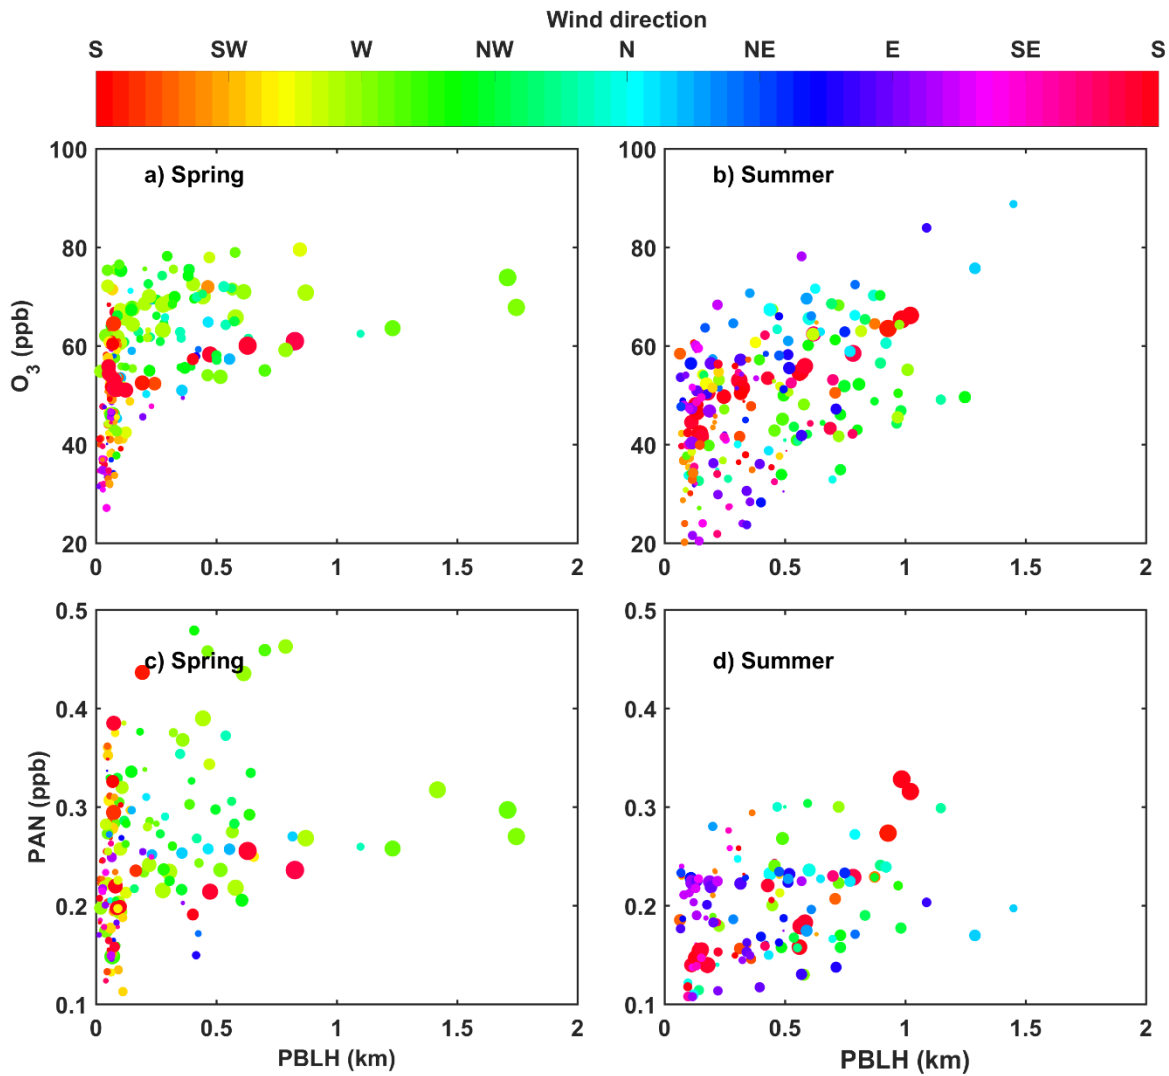 Wind direction
S SW W NW N NE E SE S
100 100
a) Spring b) Summer
80 80
O3 (ppb)
60 60
40 40
20 20
0 0.5 1 1.5 2 0 0.5 1 1.5 2
0.5 0.5
c) Spring d) Summer
0.4 0.4
PAN (ppb)
0.3 0.3
0.2 0.2
0.1 0.1
0 0.5 1 1.5 2 0 0.5 1 1.5 2
PBLH (km) PBLH (km)